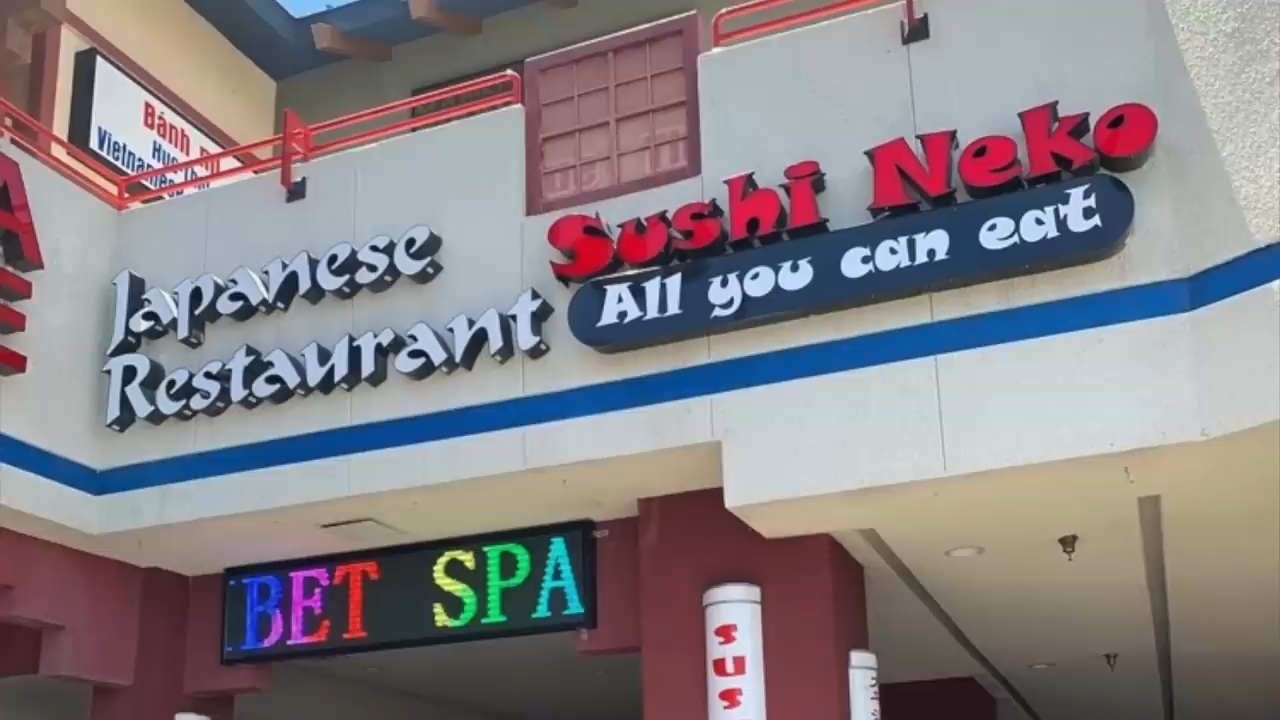 Bánh
Vietnamese
A
Japanese
Restaurant
Sushi Neko
All you can eat
BET SPA
SUS